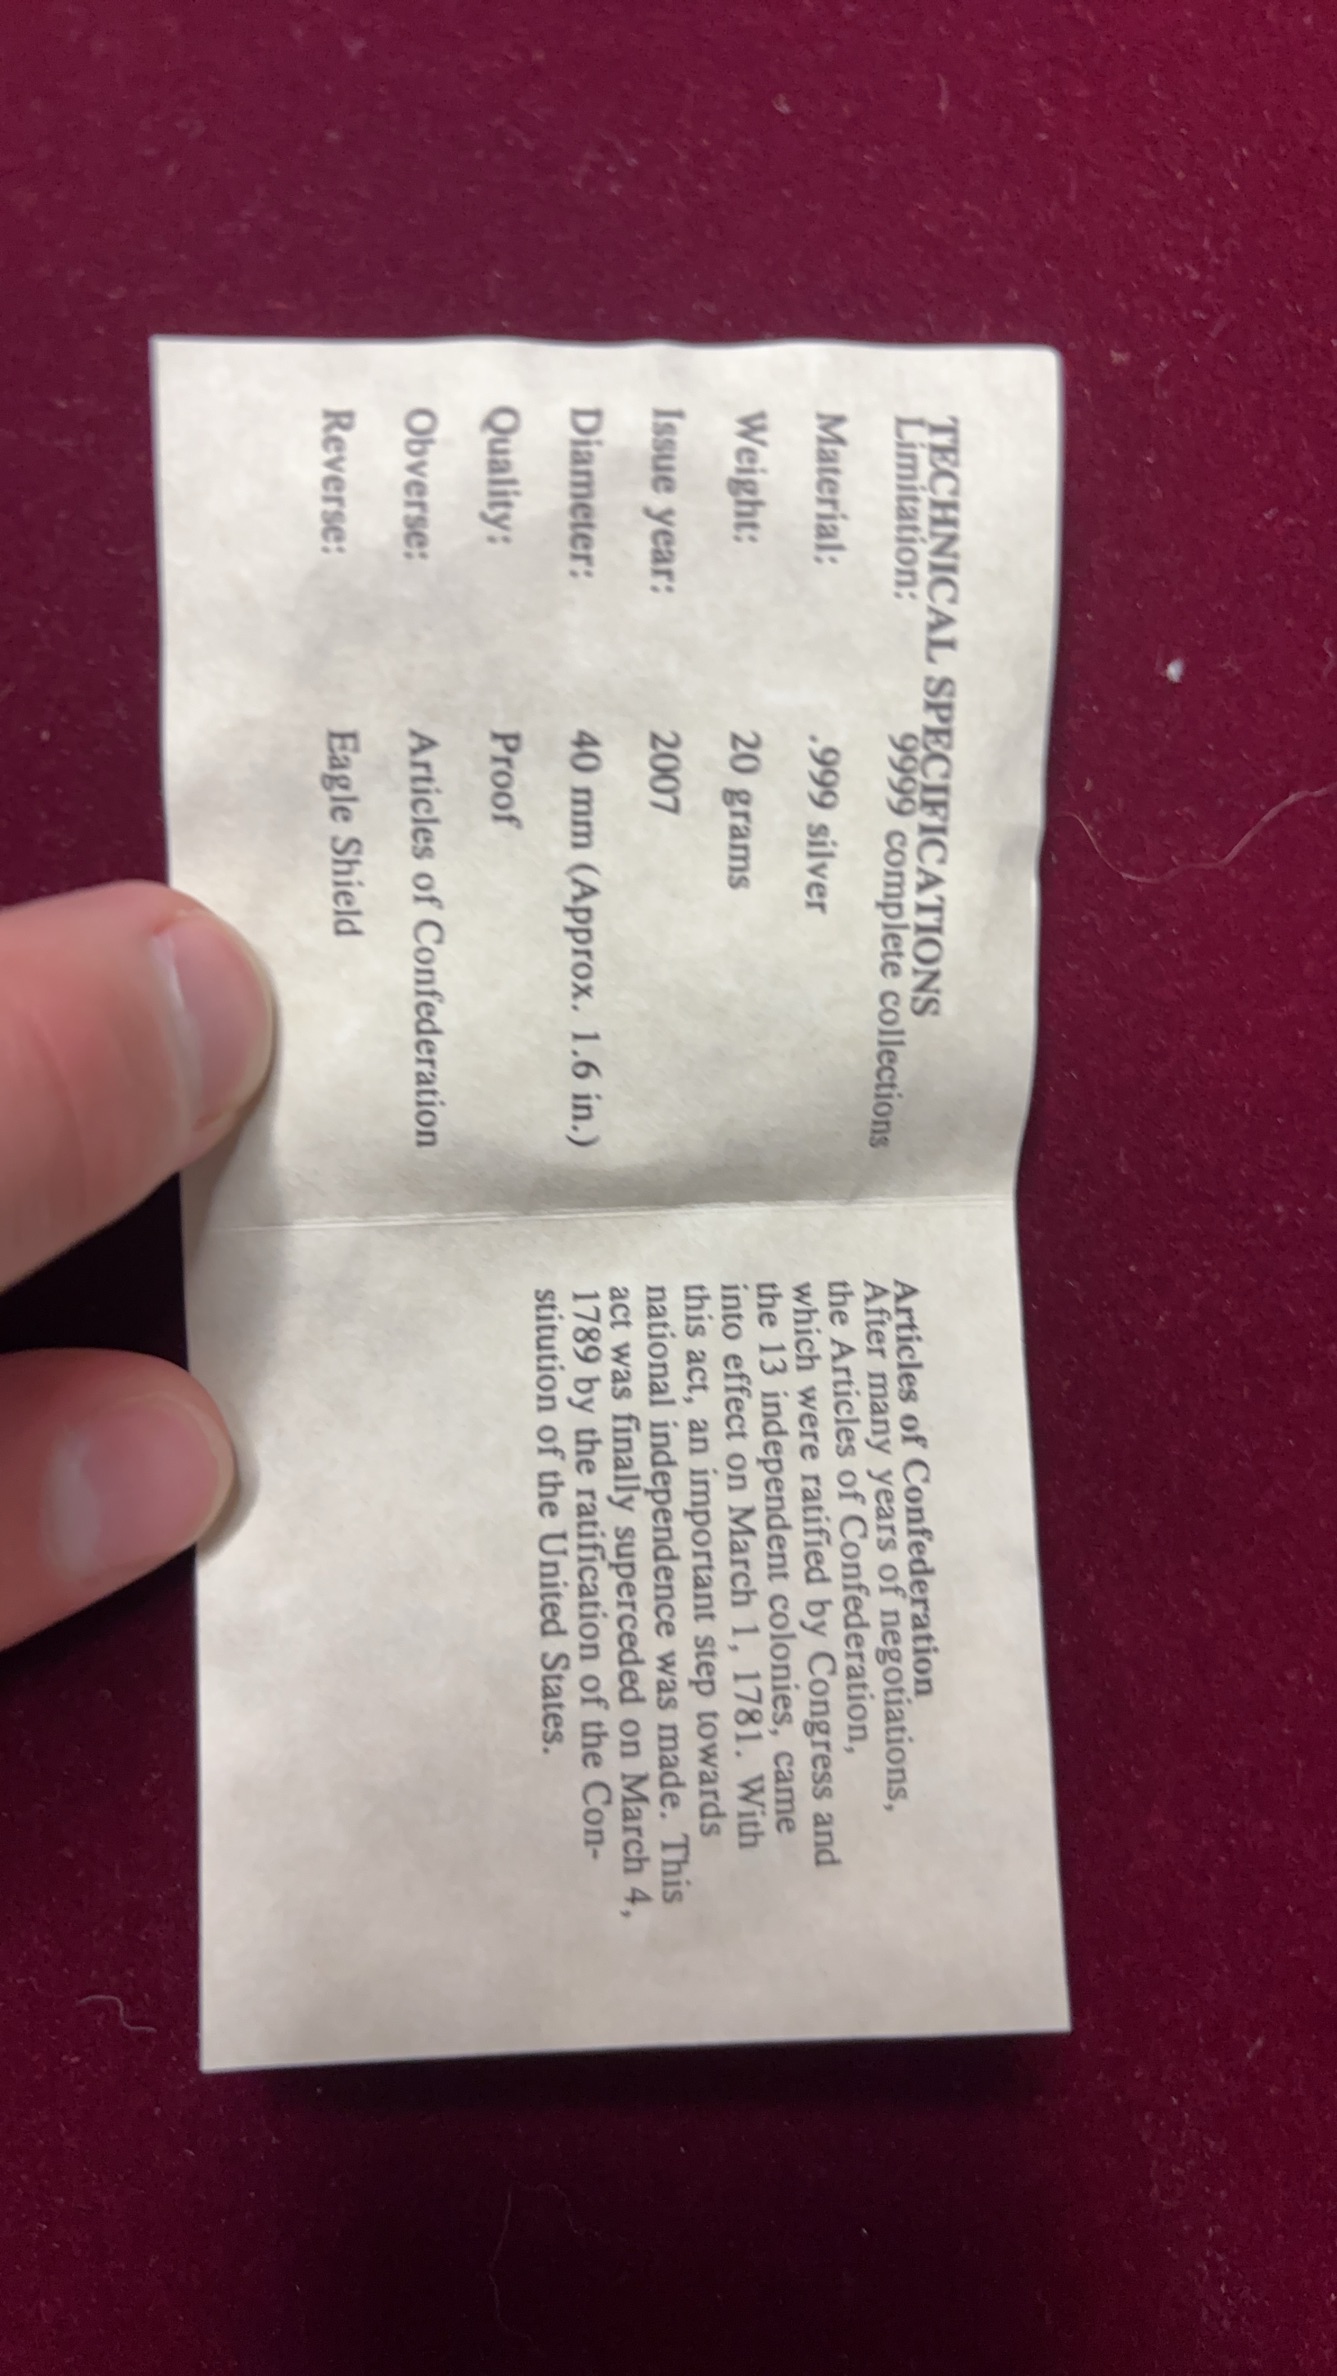 TECHNICAL SPECIFICATIONS
Limitation: 9999 complete collections
Material: .999 silver
Weight: 20 grams
Issue year: 2007
Diameter: 40 mm (Approx. 1.6 in.)
Quality: Proof
Obverse: Articles of Confederation
Reverse: Eagle Shield
Articles of Confederation
After many years of negotiations,
the Articles of Confederation,
which were ratified by Congress and
the 13 independent colonies, came
into effect on March 1, 1781. With
this act, an important step towards
national independence was made. This
act was finally superceded on March 4,
1789 by the ratification of the Con-
stitution of the United States.